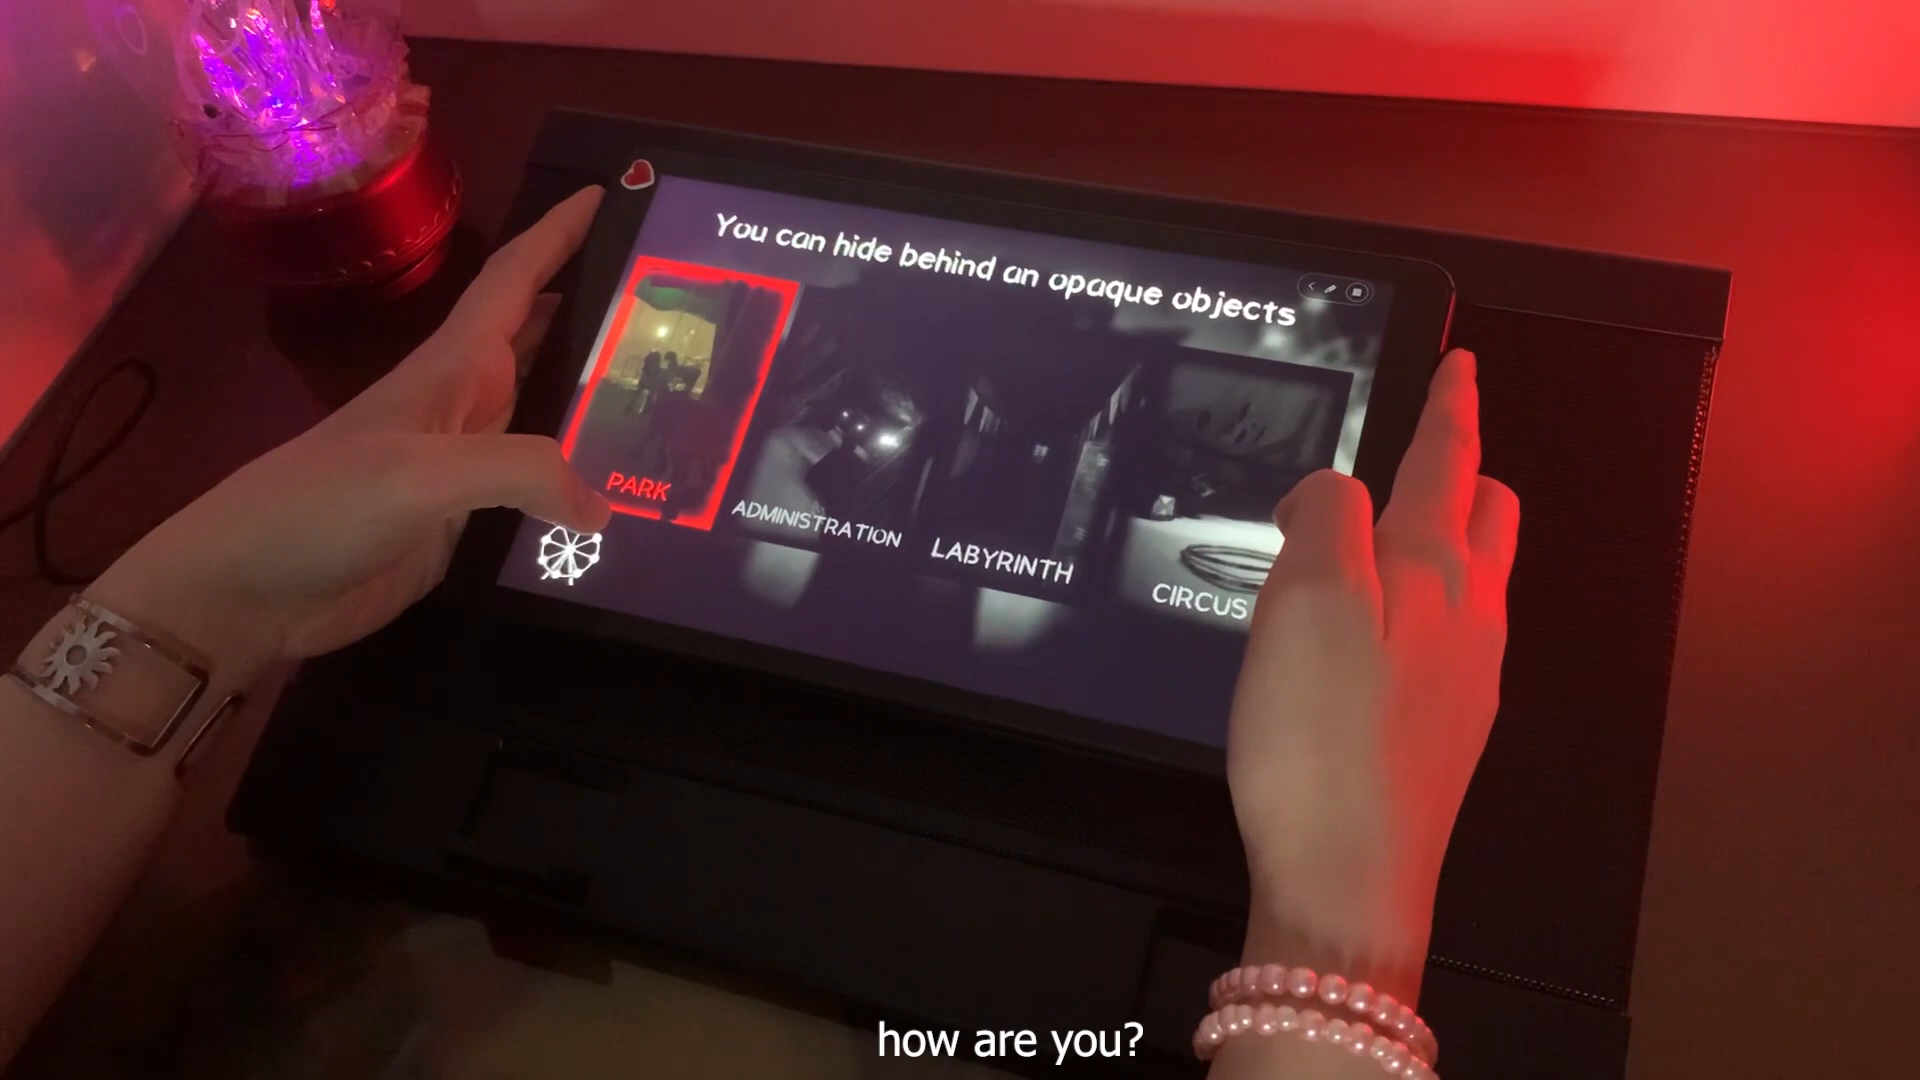 You can hide behind an opaque objects
PARK
ADMINISTRATION
LABYRINTH
CIRCUS
how are you?